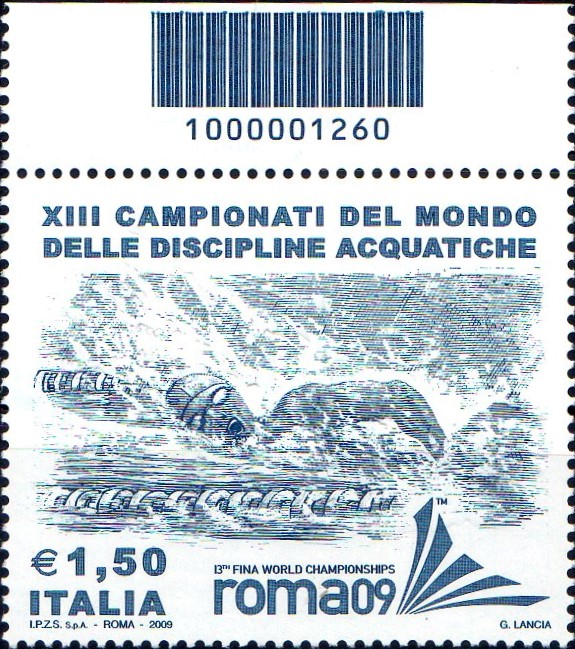 1000001260
XIII CAMPIONATI DEL MONDO
DELLE DISCIPLINE ACQUATICHE
TM
€ 1,50
13TH FINA WORLD CHAMPIONSHIPS
roma09
ITALIA
I.P.Z.S. S.p.A. - ROMA - 2009
G. LANCIA